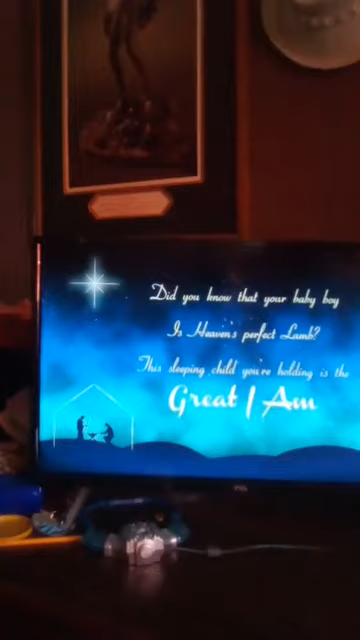 Did you know that your baby boy
Is Heaven's perfect Lamb?
This sleeping child you're holding is the
Great I Am
TCL